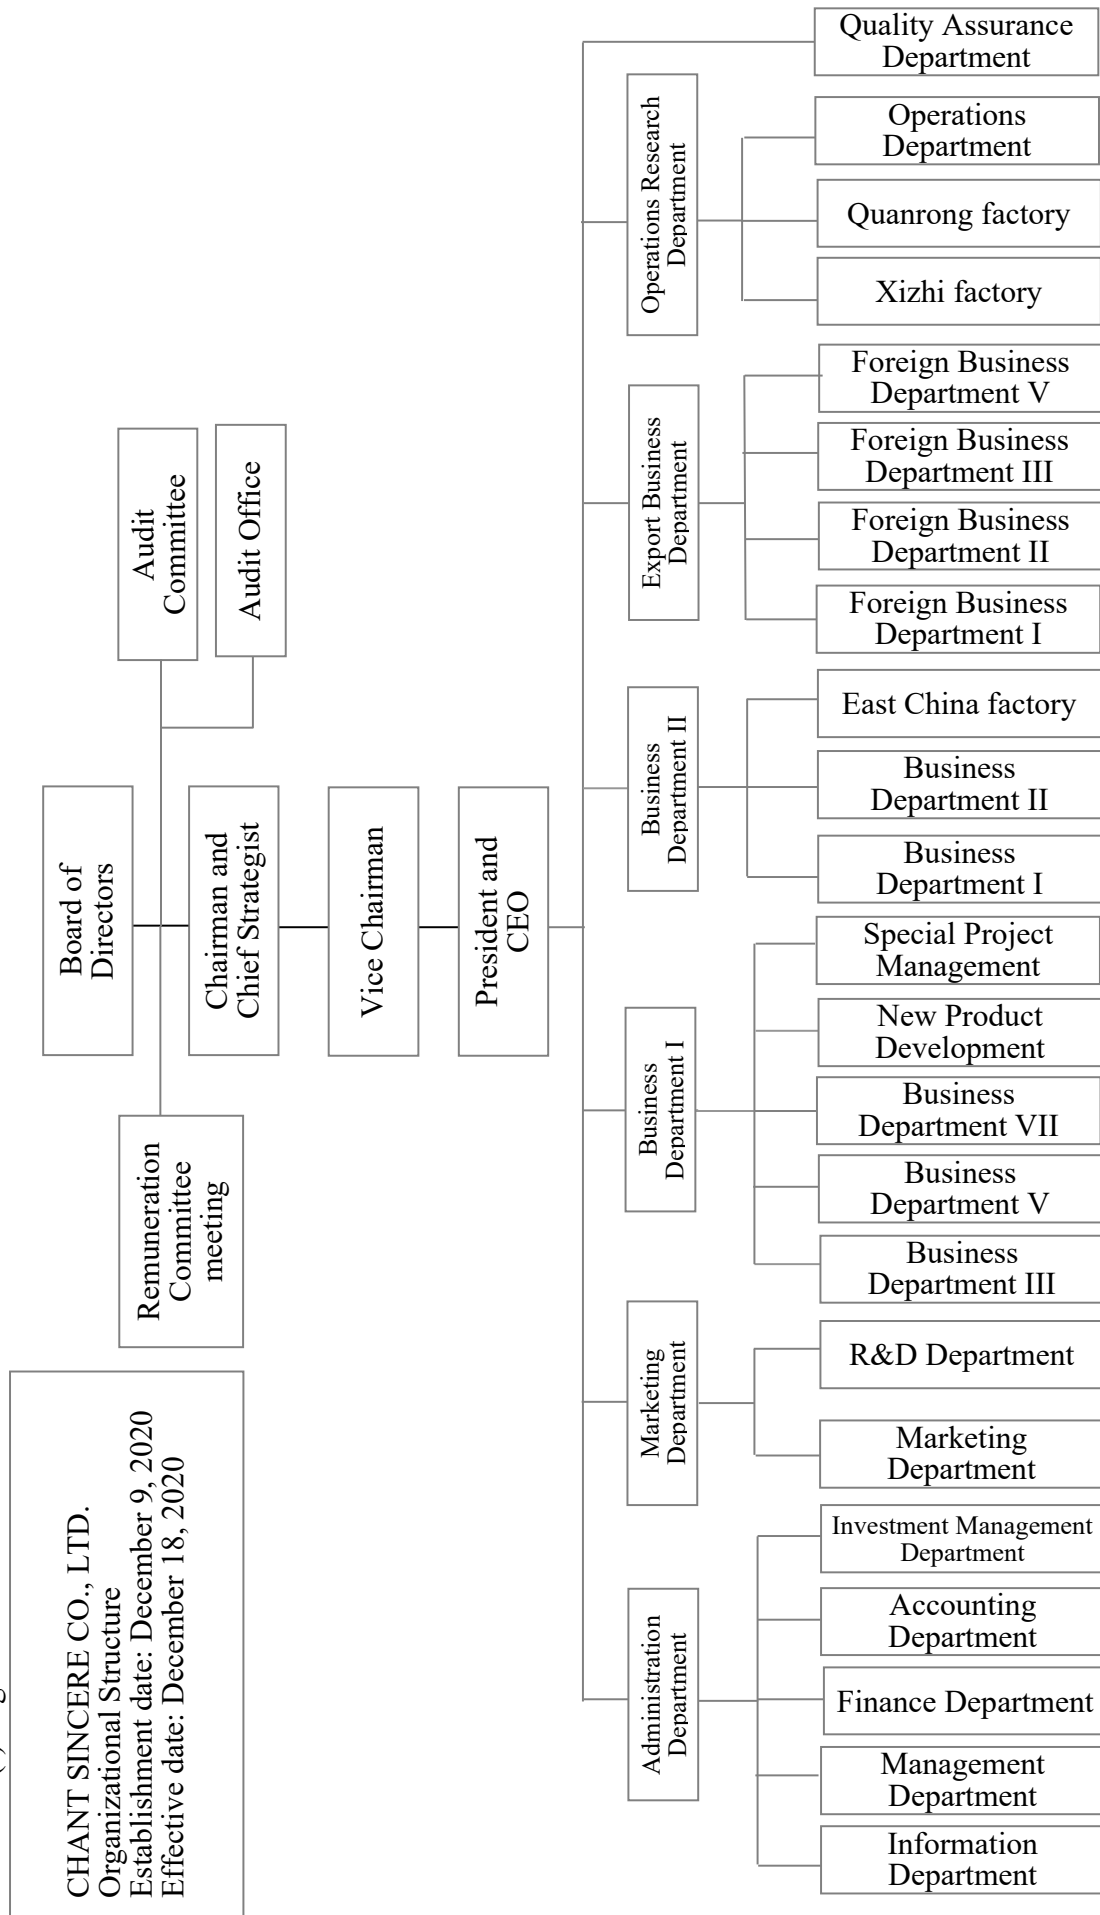 CHANT SINCERE CO., LTD.
Organizational Structure
Establishment date: December 9, 2020
Effective date: December 18, 2020
Board of
Directors
Remuneration
Committee
meeting
Audit
Committee
Audit Office
Chairman and
Chief Strategist
Vice Chairman
President and
CEO
Administration
Department
Marketing
Department
Business
Department I
Business
Department II
Export Business
Department
Operations Research
Department
Quality Assurance
Department
Operations
Department
Quanrong factory
Xizhi factory
Foreign Business
Department V
Foreign Business
Department III
Foreign Business
Department II
Foreign Business
Department I
East China factory
Business
Department II
Business
Department I
Special Project
Management
New Product
Development
Business
Department VII
Business
Department V
Business
Department III
R&D Department
Marketing
Department
Investment Management
Department
Accounting
Department
Finance Department
Management
Department
Information
Department